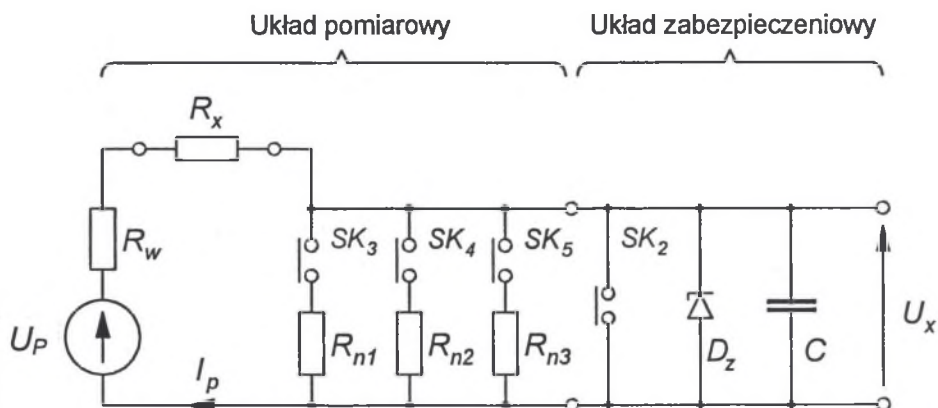 Układ pomiarowy
Układ zabezpieczeniowy
Rx
Rw
SK3
SK4
SK5
SK2
UP
Rn1
Rn2
Rn3
Dz
C
Ux
Ip